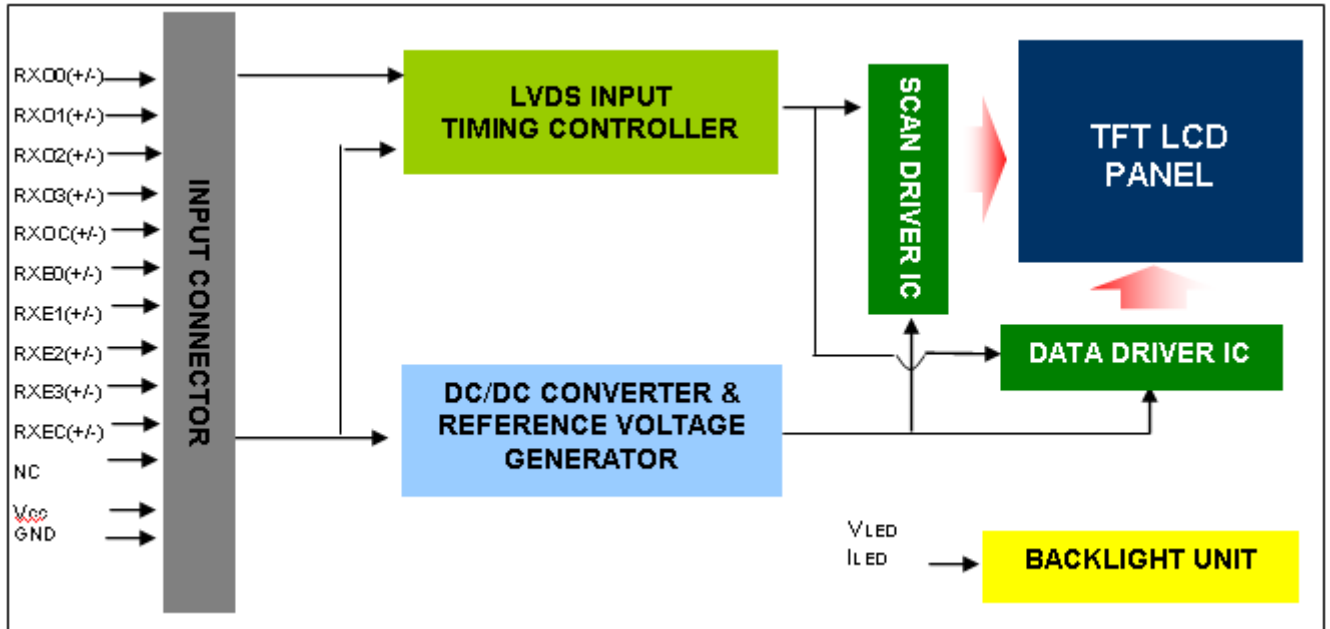 RXO0(+/-)
RXO1(+/-)
RXO2(+/-)
RXO3(+/-)
RXOC(+/-)
RXE0(+/-)
RXE1(+/-)
RXE2(+/-)
RXE3(+/-)
RXEC(+/-)
NC
Vcc
GND
INPUT CONNECTOR
LVDS INPUT
TIMING CONTROLLER
DC/DC CONVERTER &
REFERENCE VOLTAGE
GENERATOR
SCAN DRIVER IC
TFT LCD
PANEL
DATA DRIVER IC
VLED
ILED
BACKLIGHT UNIT